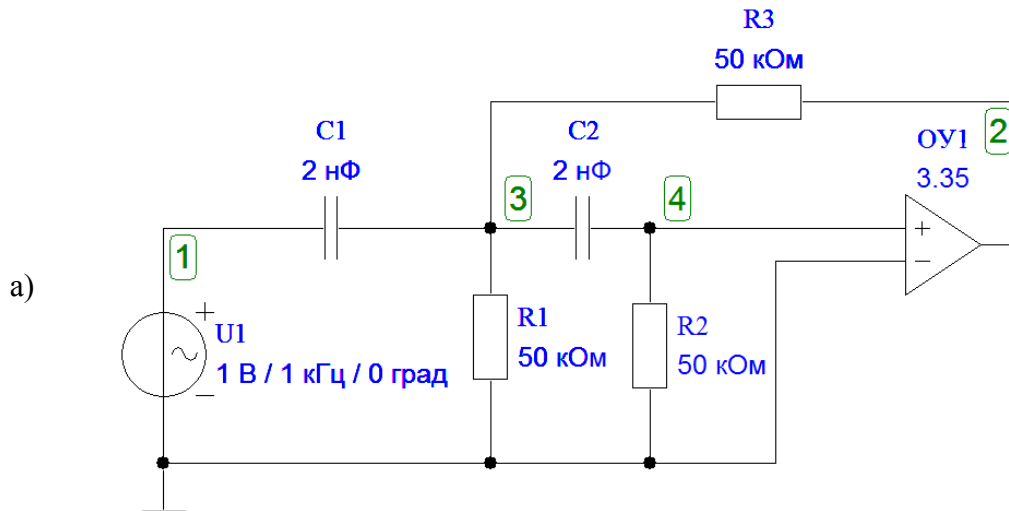 R3
50 кОм
2
ОУ1
3.35
C1
2 нФ
C2
2 нФ
3
4
1
+
−
а)
+
U1
1 В / 1 кГц / 0 град
−
R1
50 кОм
R2
50 кОм